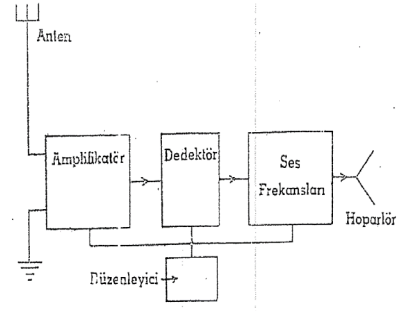 Anten
Amplifikatör
Dedektör
Ses
Frekansları
Hoparlör
Düzenleyici